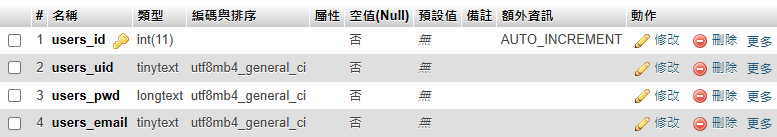 # 名稱 類型 編碼與排序 屬性 空值(Null) 預設值 備註 額外資訊 動作
1 users_id int(11) 否 無 AUTO_INCREMENT 修改 刪除 更多
2 users_uid tinytext utf8mb4_general_ci 否 無 修改 刪除 更多
3 users_pwd longtext utf8mb4_general_ci 否 無 修改 刪除 更多
4 users_email tinytext utf8mb4_general_ci 否 無 修改 刪除 更多